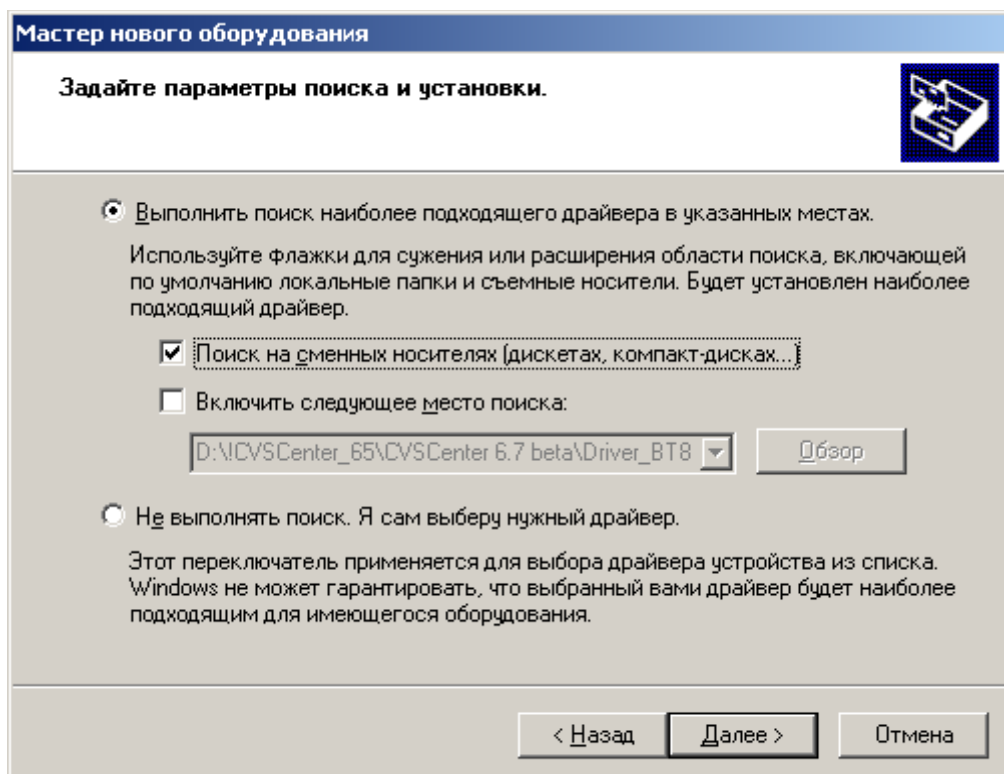 Мастер нового оборудования
Задайте параметры поиска и установки.
Выполнить поиск наиболее подходящего драйвера в указанных местах.
Используйте флажки для сужения или расширения области поиска, включающей
по умолчанию локальные папки и съемные носители. Будет установлен наиболее
подходящий драйвер.
Поиск на сменных носителях (дискетах, компакт-дисках...)
Включить следующее место поиска:
D:\!CVSCenter_65\CVSCenter 6.7 beta\Driver_BT8
Обзор
Не выполнять поиск. Я сам выберу нужный драйвер.
Этот переключатель применяется для выбора драйвера устройства из списка.
Windows не может гарантировать, что выбранный вами драйвер будет наиболее
подходящим для имеющегося оборудования.
< Назад
Далее >
Отмена